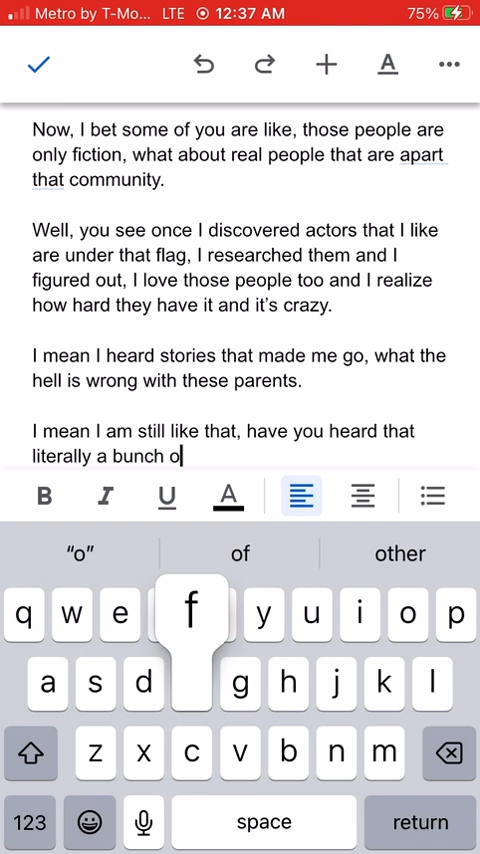 Metro by T-Mo... LTE 12:37 AM 75%
A
Now, I bet some of you are like, those people are
only fiction, what about real people that are apart
that community.
Well, you see once I discovered actors that I like
are under that flag, I researched them and I
figured out, I love those people too and I realize
how hard they have it and it’s crazy.
I mean I heard stories that made me go, what the
hell is wrong with these parents.
I mean I am still like that, have you heard that
literally a bunch o
B I U A
“o” of other
q w e f y u i o p
a s d g h j k l
z x c v b n m
123 space return